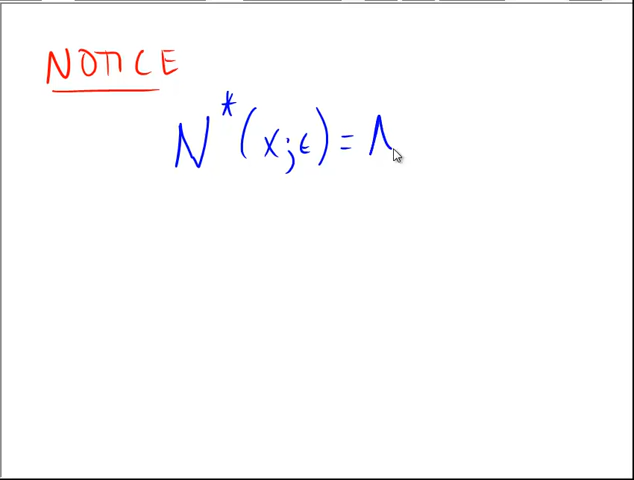 NOTICE
N*(x;ε) =